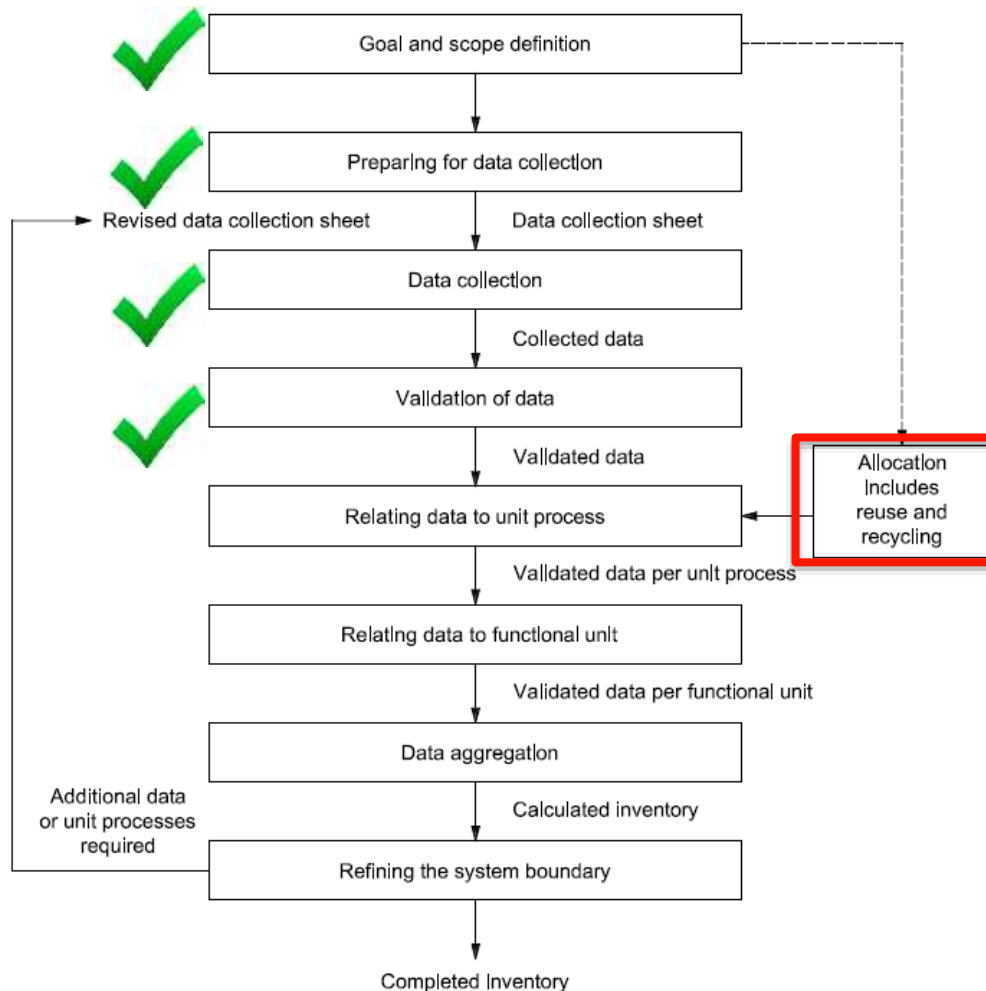 Goal and scope definition
Preparing for data collection
Revised data collection sheet
Data collection sheet
Data collection
Collected data
Validation of data
Validated data
Allocation
includes
reuse and
recycling
Relating data to unit process
Validated data per unit process
Relating data to functional unit
Validated data per functional unit
Data aggregation
Additional data
or unit processes
required
Calculated inventory
Refining the system boundary
Completed inventory